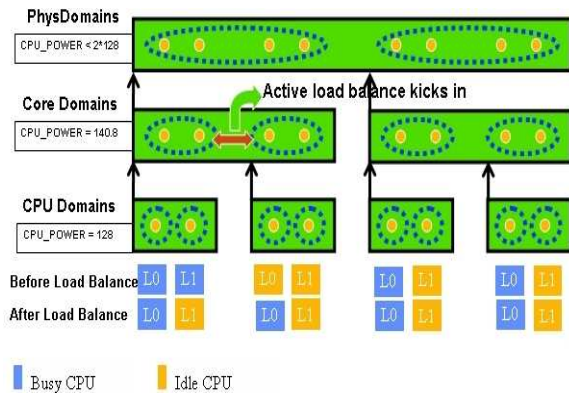 PhysDomains
CPU_POWER < 2*128
Active load balance kicks in
Core Domains
CPU_POWER = 140.8
CPU Domains
CPU_POWER = 128
Before Load Balance L0 L1 L0 L1 L0 L1 L0 L1
After Load Balance L0 L1 L0 L1 L0 L1 L0 L1
Busy CPU Idle CPU